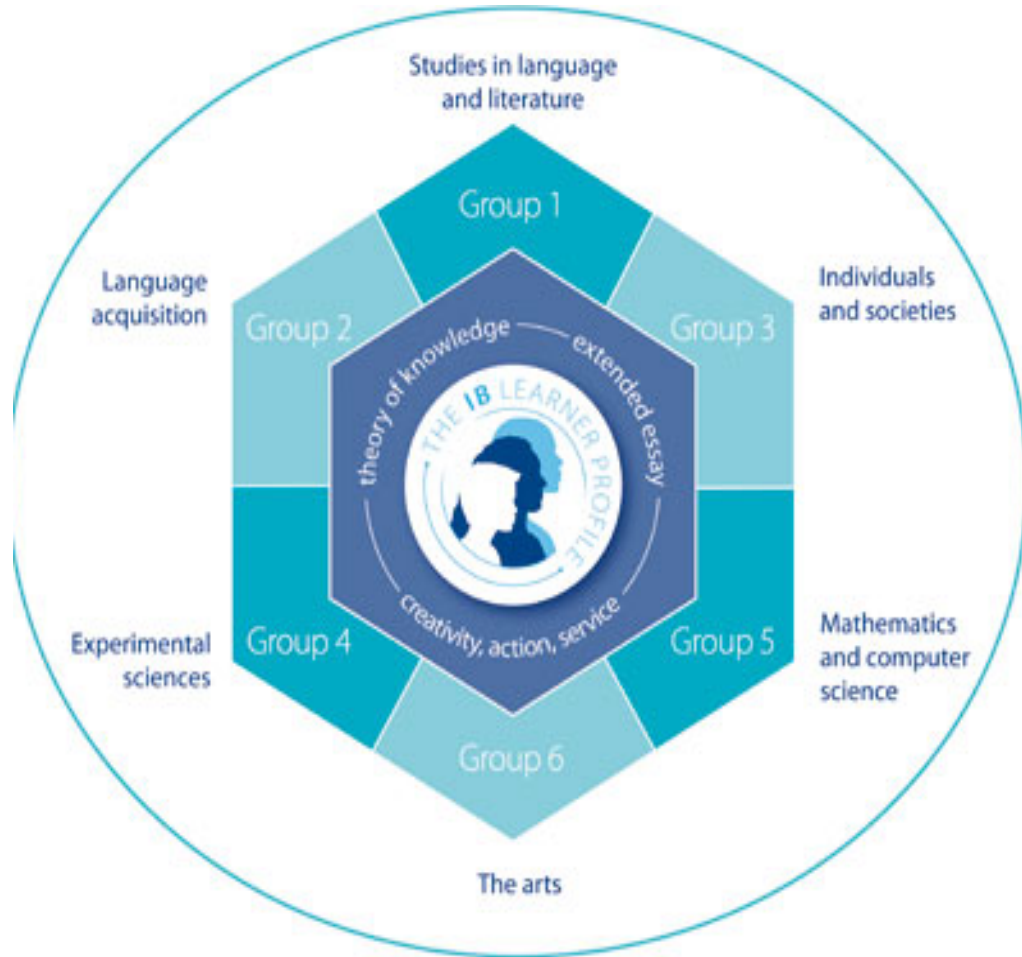 Studies in language
and literature
Group 1
Language
acquisition
Group 2
Group 3
Individuals
and societies
theory of knowledge
extended essay
THE IB LEARNER PROFILE
creativity, action, service
Experimental
sciences
Group 4
Group 5
Mathematics
and computer
science
Group 6
The arts